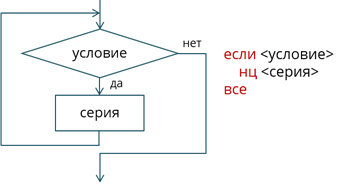 условие
нет
да
серия
если <условие>
нц <серия>
все